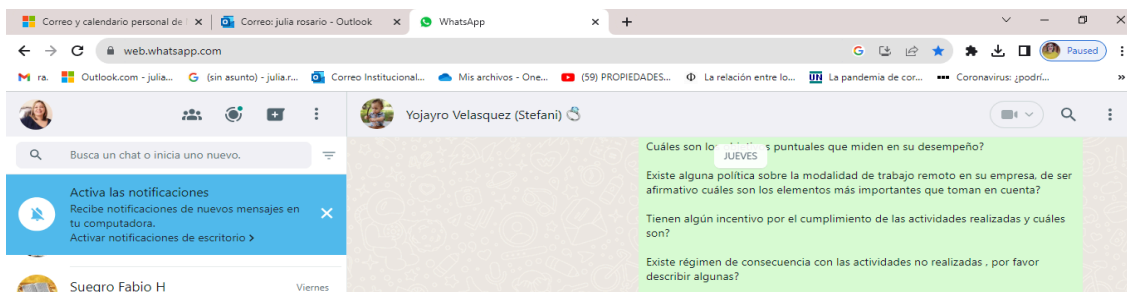 Correo y calendario personal de
Correo: julia rosario - Outlook
WhatsApp
web.whatsapp.com
Paused
ra.
Outlook.com - julia...
(sin asunto) - julia.r...
Correo Institucional...
Mis archivos - One...
(59) PROPIEDADES...
La relación entre lo...
La pandemia de cor...
Coronavirus: ¿podrí...
Yojayro Velasquez (Stefani)
Busca un chat o inicia uno nuevo.
Activa las notificaciones
Recibe notificaciones de nuevos mensajes en
tu computadora.
Activar notificaciones de escritorio >
Suegro Fabio H
Viernes
JUEVES
Cuáles son los puntuales que miden en su desempeño?
Existe alguna política sobre la modalidad de trabajo remoto en su empresa, de ser
afirmativo cuáles son los elementos más importantes que toman en cuenta?
Tienen algún incentivo por el cumplimiento de las actividades realizadas y cuáles
son?
Existe régimen de consecuencia con las actividades no realizadas , por favor
describir algunas?